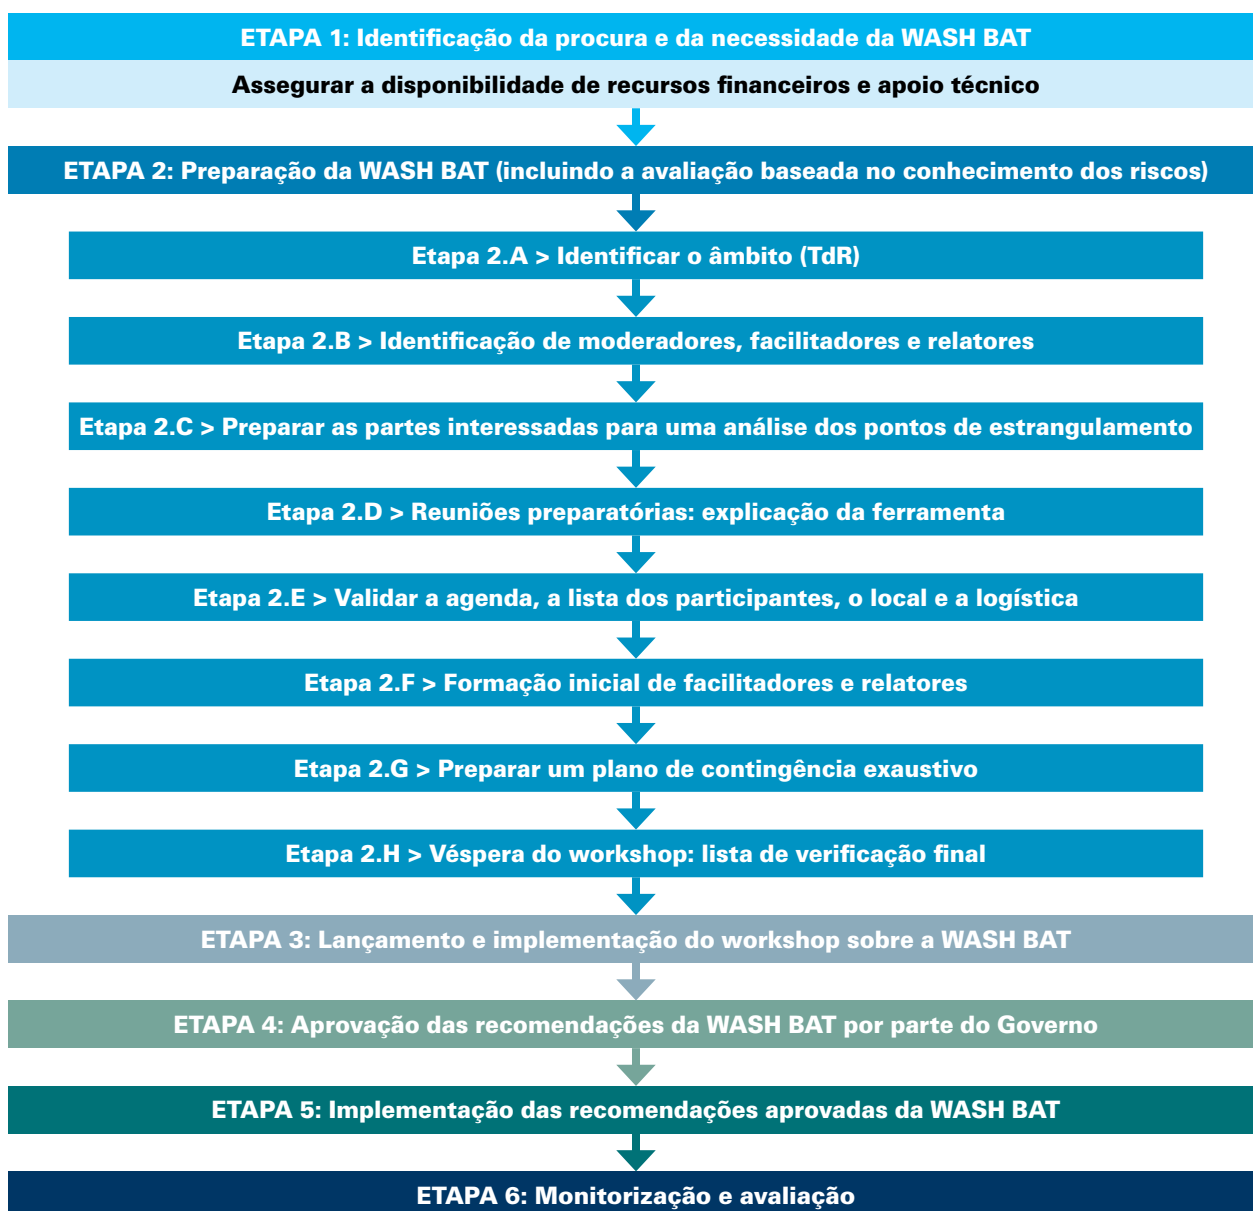 ETAPA 1: Identificação da procura e da necessidade da WASH BAT
Assegurar a disponibilidade de recursos financeiros e apoio técnico
ETAPA 2: Preparação da WASH BAT (incluindo a avaliação baseada no conhecimento dos riscos)
Etapa 2.A > Identificar o âmbito (TdR)
Etapa 2.B > Identificação de moderadores, facilitadores e relatores
Etapa 2.C > Preparar as partes interessadas para uma análise dos pontos de estrangulamento
Etapa 2.D > Reuniões preparatórias: explicação da ferramenta
Etapa 2.E > Validar a agenda, a lista dos participantes, o local e a logística
Etapa 2.F > Formação inicial de facilitadores e relatores
Etapa 2.G > Preparar um plano de contingência exaustivo
Etapa 2.H > Véspera do workshop: lista de verificação final
ETAPA 3: Lançamento e implementação do workshop sobre a WASH BAT
ETAPA 4: Aprovação das recomendações da WASH BAT por parte do Governo
ETAPA 5: Implementação das recomendações aprovadas da WASH BAT
ETAPA 6: Monitorização e avaliação